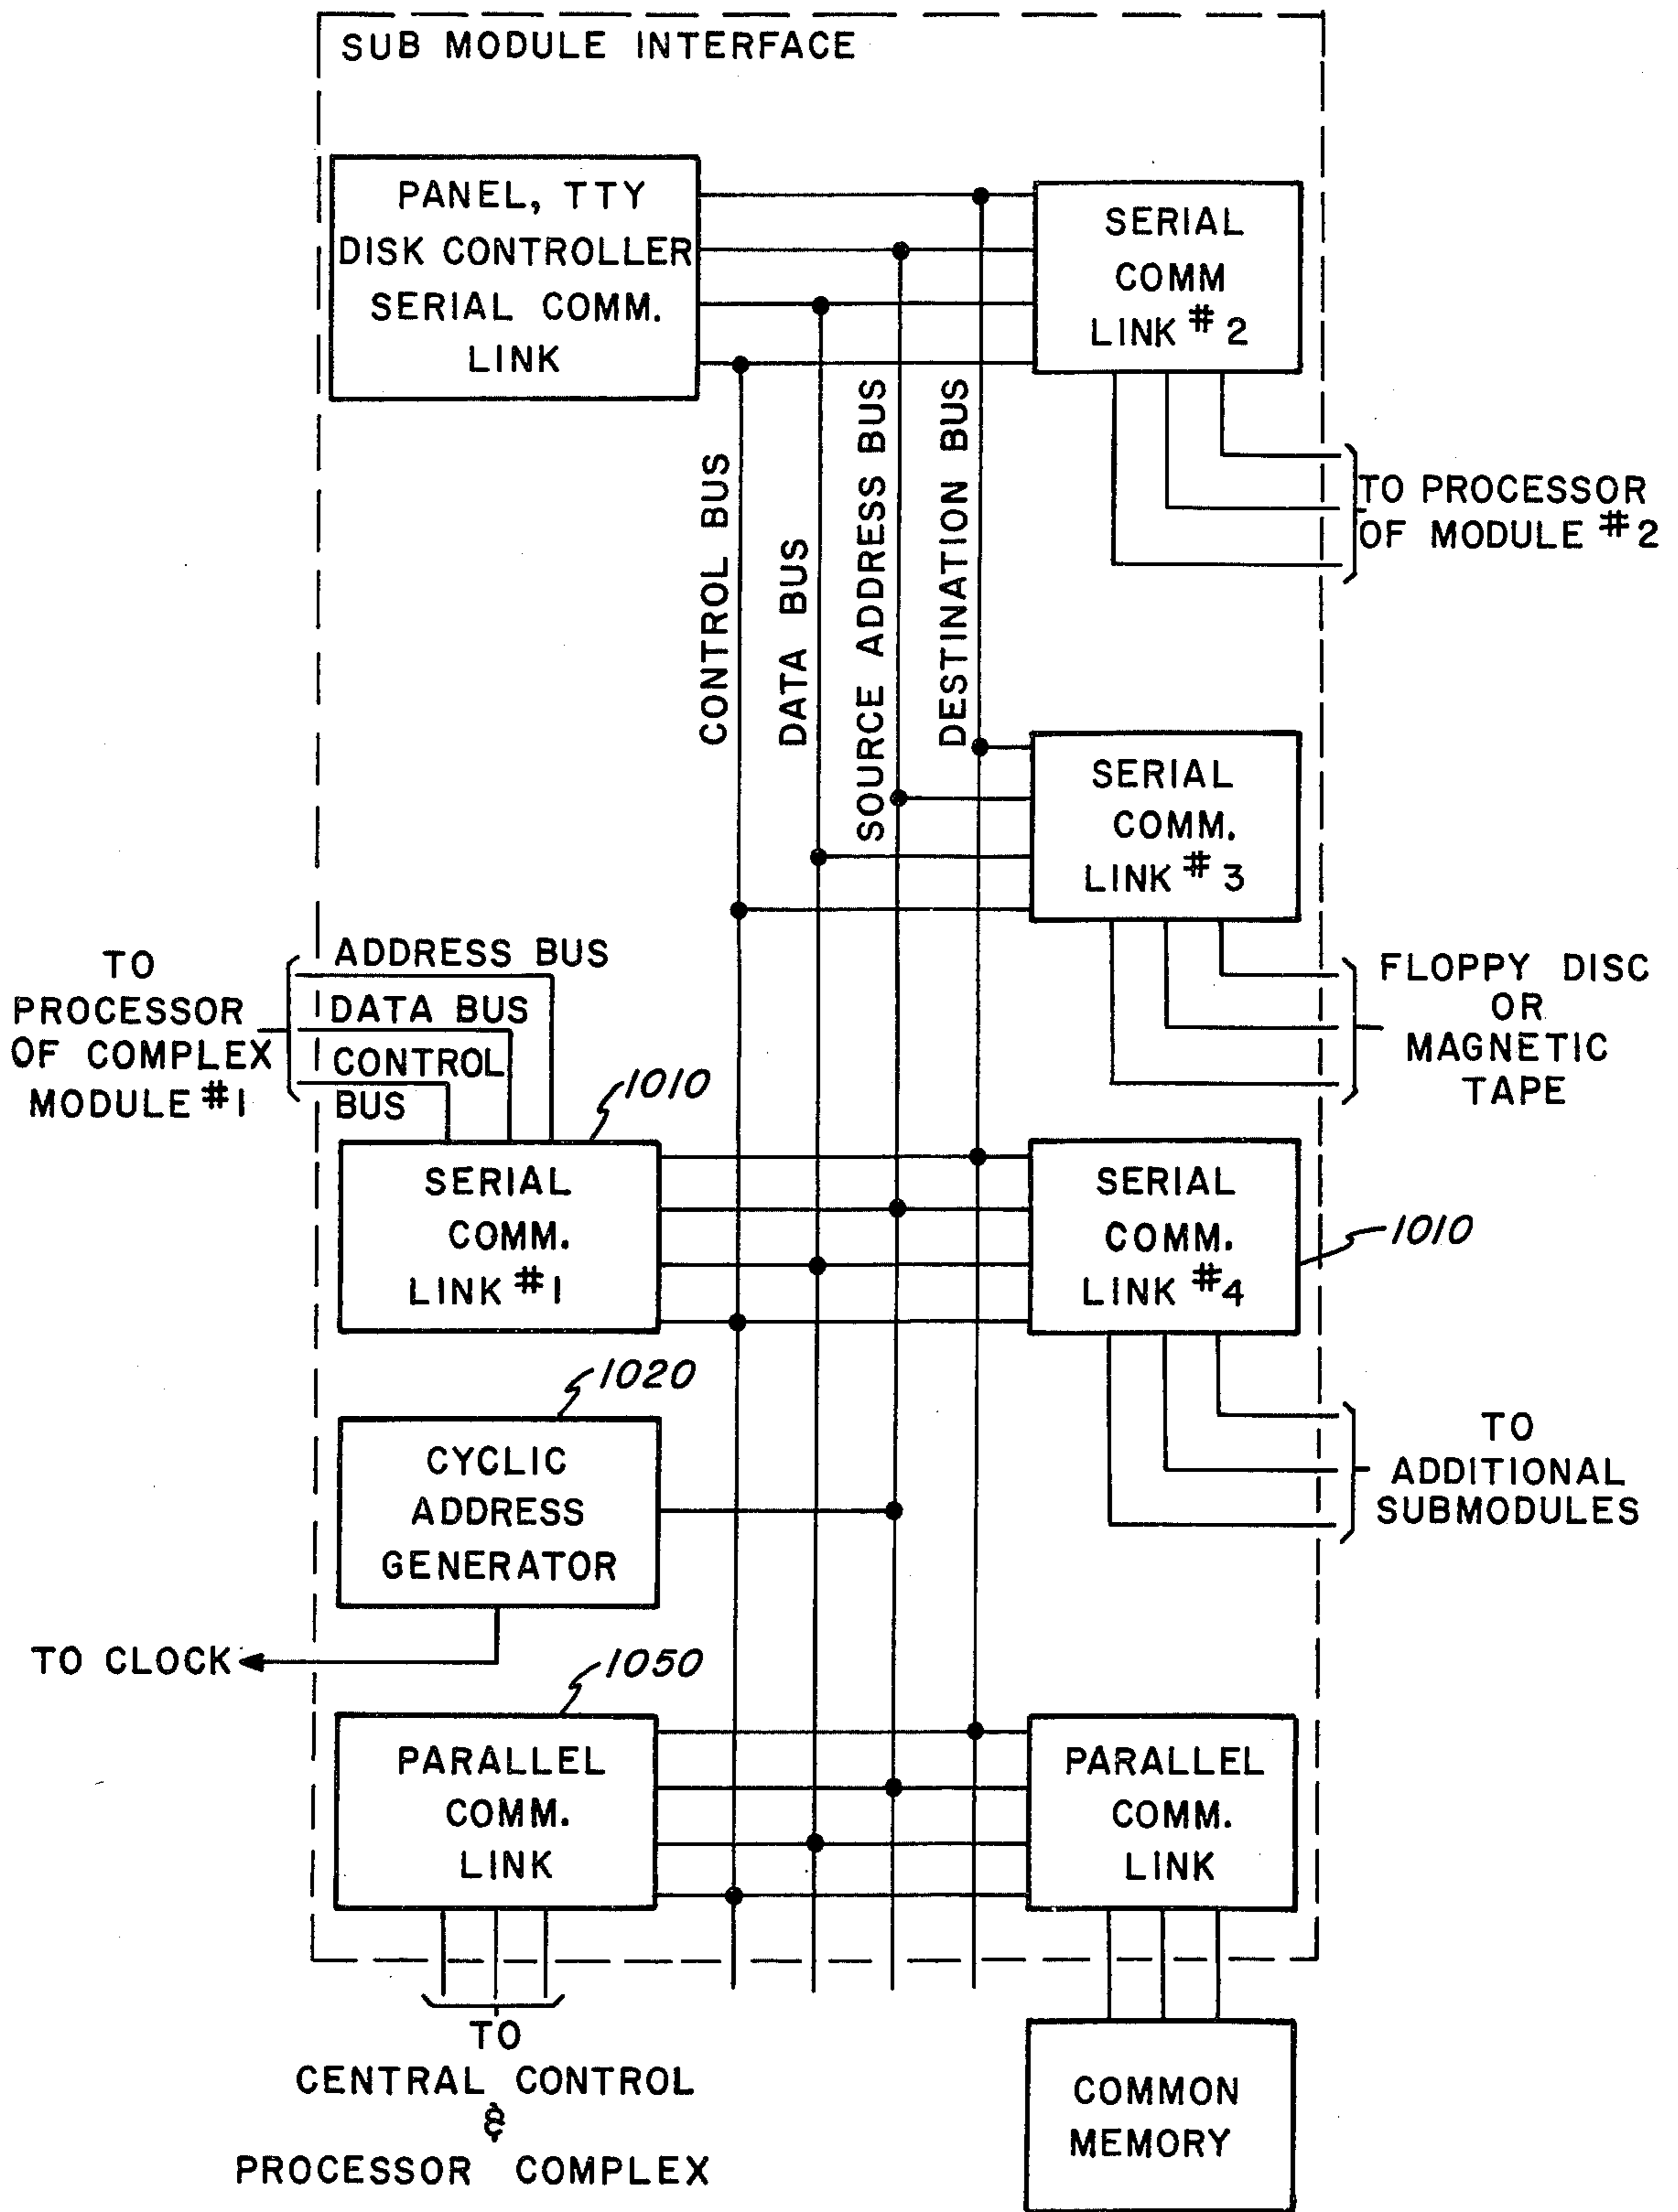 SUB MODULE INTERFACE
PANEL, TTY
DISK CONTROLLER
SERIAL COMM.
LINK
SERIAL
COMM
LINK #2
CONTROL BUS
DATA BUS
SOURCE ADDRESS BUS
DESTINATION BUS
TO PROCESSOR
OF MODULE #2
SERIAL
COMM.
LINK #3
TO
PROCESSOR
OF COMPLEX
MODULE #1
ADDRESS BUS
DATA BUS
CONTROL
BUS
FLOPPY DISC
OR
MAGNETIC
TAPE
1010
SERIAL
COMM.
LINK #1
SERIAL
COMM.
LINK #4
1010
1020
CYCLIC
ADDRESS
GENERATOR
TO
ADDITIONAL
SUBMODULES
TO CLOCK
1050
PARALLEL
COMM.
LINK
PARALLEL
COMM.
LINK
TO
CENTRAL CONTROL
&
PROCESSOR COMPLEX
COMMON
MEMORY